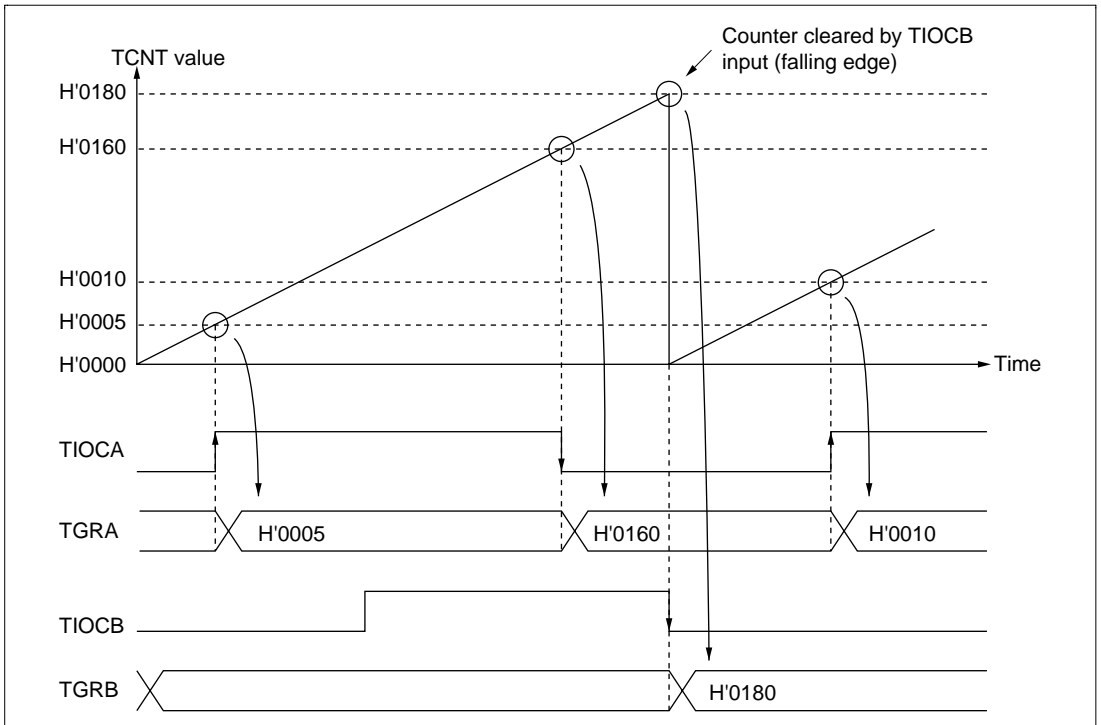 Counter cleared by TIOCB
input (falling edge)
TCNT value
H'0180
H'0160
H'0010
H'0005
H'0000
Time
TIOCA
TGRA
H'0005
H'0160
H'0010
TIOCB
TGRB
H'0180